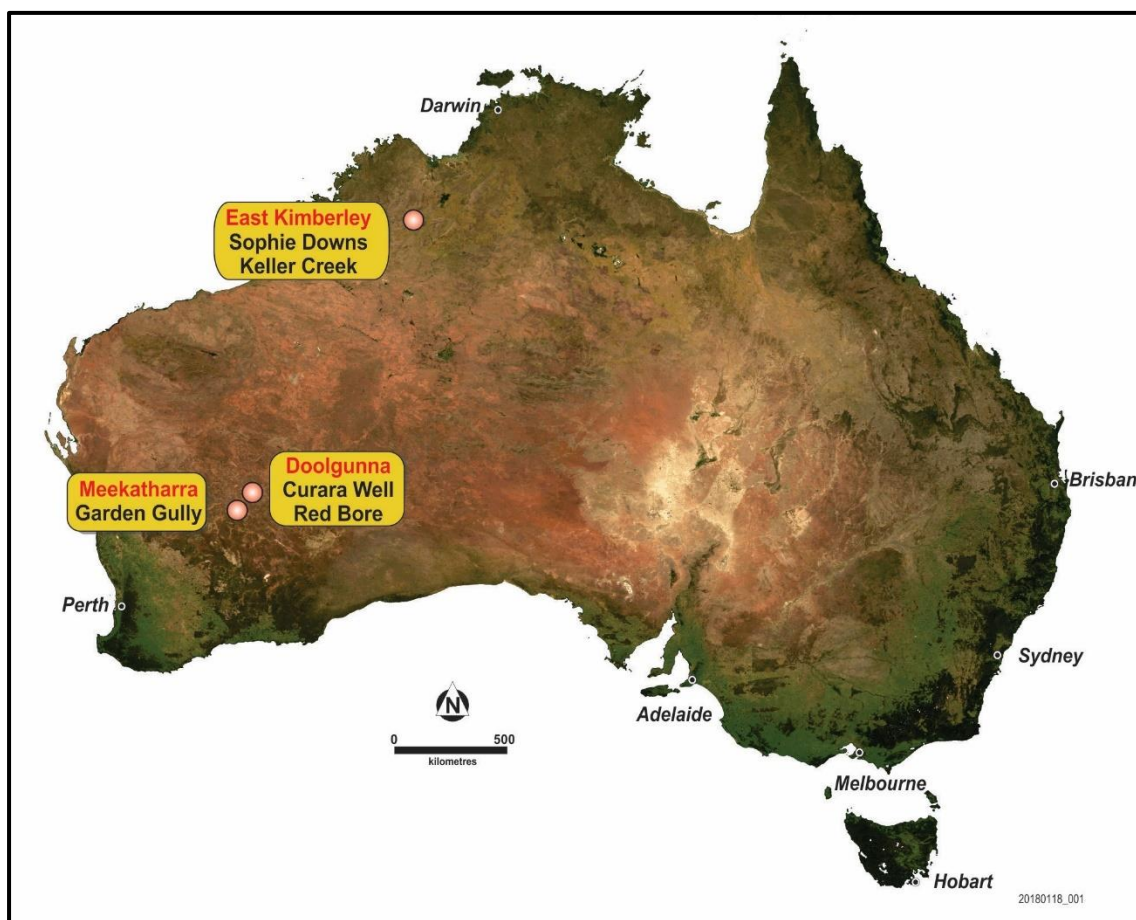 Darwin
East Kimberley
Sophie Downs
Keller Creek
Doolgunna
Curara Well
Red Bore
Meekatharra
Garden Gully
Brisbane
Perth
Sydney
Adelaide
N
0 500
kilometres
Melbourne
Hobart
20180118_001